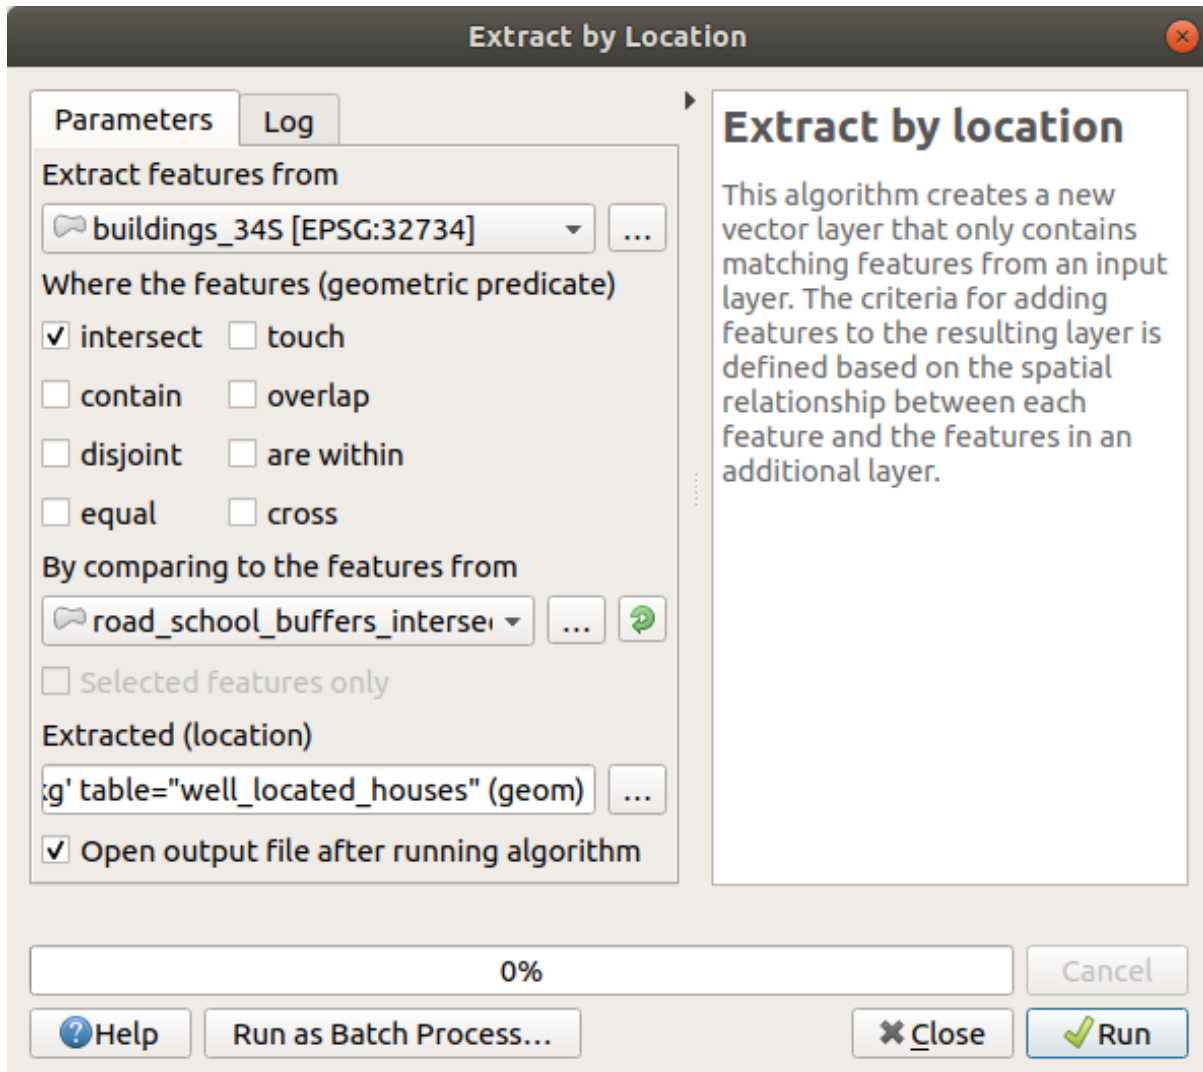 Extract by Location
Parameters
Log
Extract features from
buildings_34S [EPSG:32734]
...
Where the features (geometric predicate)
intersect
touch
contain
overlap
disjoint
are within
equal
cross
By comparing to the features from
road_school_buffers_interse
...
Selected features only
Extracted (location)
g' table="well_located_houses" (geom)
...
Open output file after running algorithm
Extract by location
This algorithm creates a new
vector layer that only contains
matching features from an input
layer. The criteria for adding
features to the resulting layer is
defined based on the spatial
relationship between each
feature and the features in an
additional layer.
0%
Cancel
Help
Run as Batch Process...
Close
Run